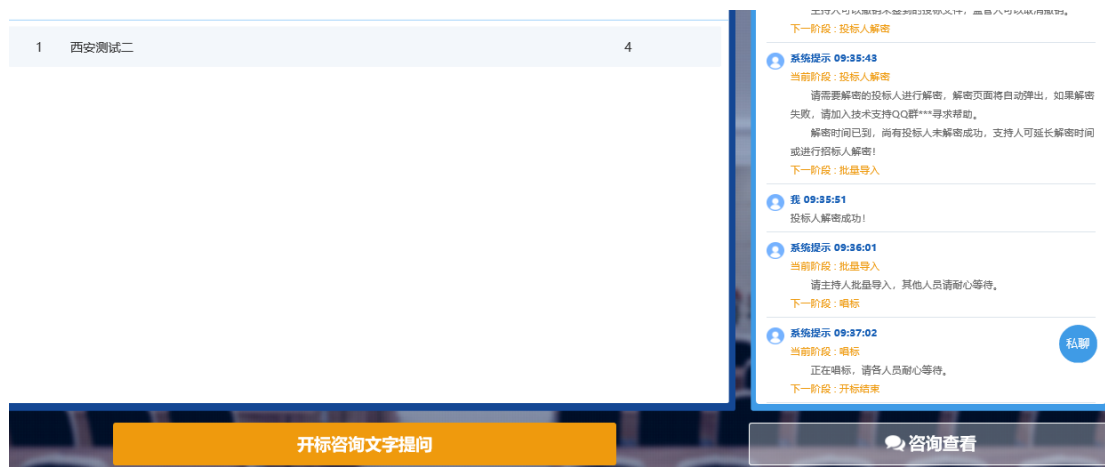 1 西安测试二 4
下一阶段 : 投标人解密
系统提示 09:35:43
当前阶段 : 投标人解密
请需要解密的投标人进行解密，解密页面将自动弹出，如果解密
失败，请加入技术支持QQ群***寻求帮助。
解密时间已到，尚有投标人未解密成功，支持人可延长解密时间
或进行招标人解密！
下一阶段 : 批量导入
我 09:35:51
投标人解密成功！
系统提示 09:36:01
当前阶段 : 批量导入
请主持人批量导入，其他人员请耐心等待。
下一阶段 : 唱标
系统提示 09:37:02
当前阶段 : 唱标
正在唱标，请各人员耐心等待。
下一阶段 : 开标结束
私聊
开标咨询文字提问
咨询查看